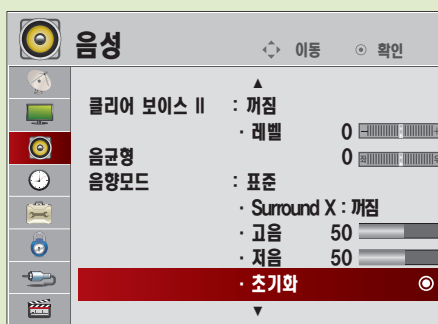 음성 이동 확인
▲
클리어 보이스 II : 꺼짐
· 레벨 0 - +
음균형 0 좌 우
음향모드 : 표준
· Surround X : 꺼짐
· 고음 50
· 저음 50
· 초기화
▼